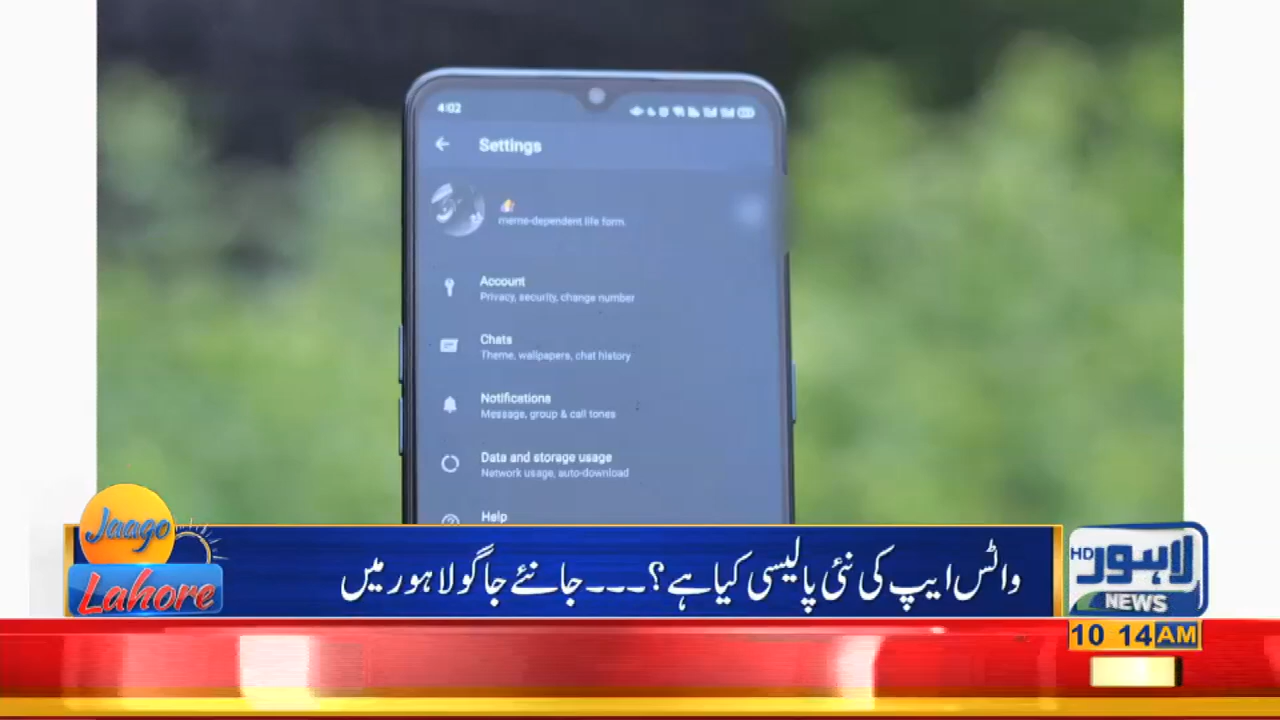 4:02
Settings
meme-dependent life form.
Account
Privacy, security, change number
Chats
Theme, wallpapers, chat history
Notifications
Message, group & call tones
Data and storage usage
Network usage, auto-download
Help
Jaago
Lahore
واٹس ایپ کی نئی پالیسی کیا ہے؟۔۔۔جانئے جاگو لاہور میں
HD
لاہور
NEWS
10 14 AM